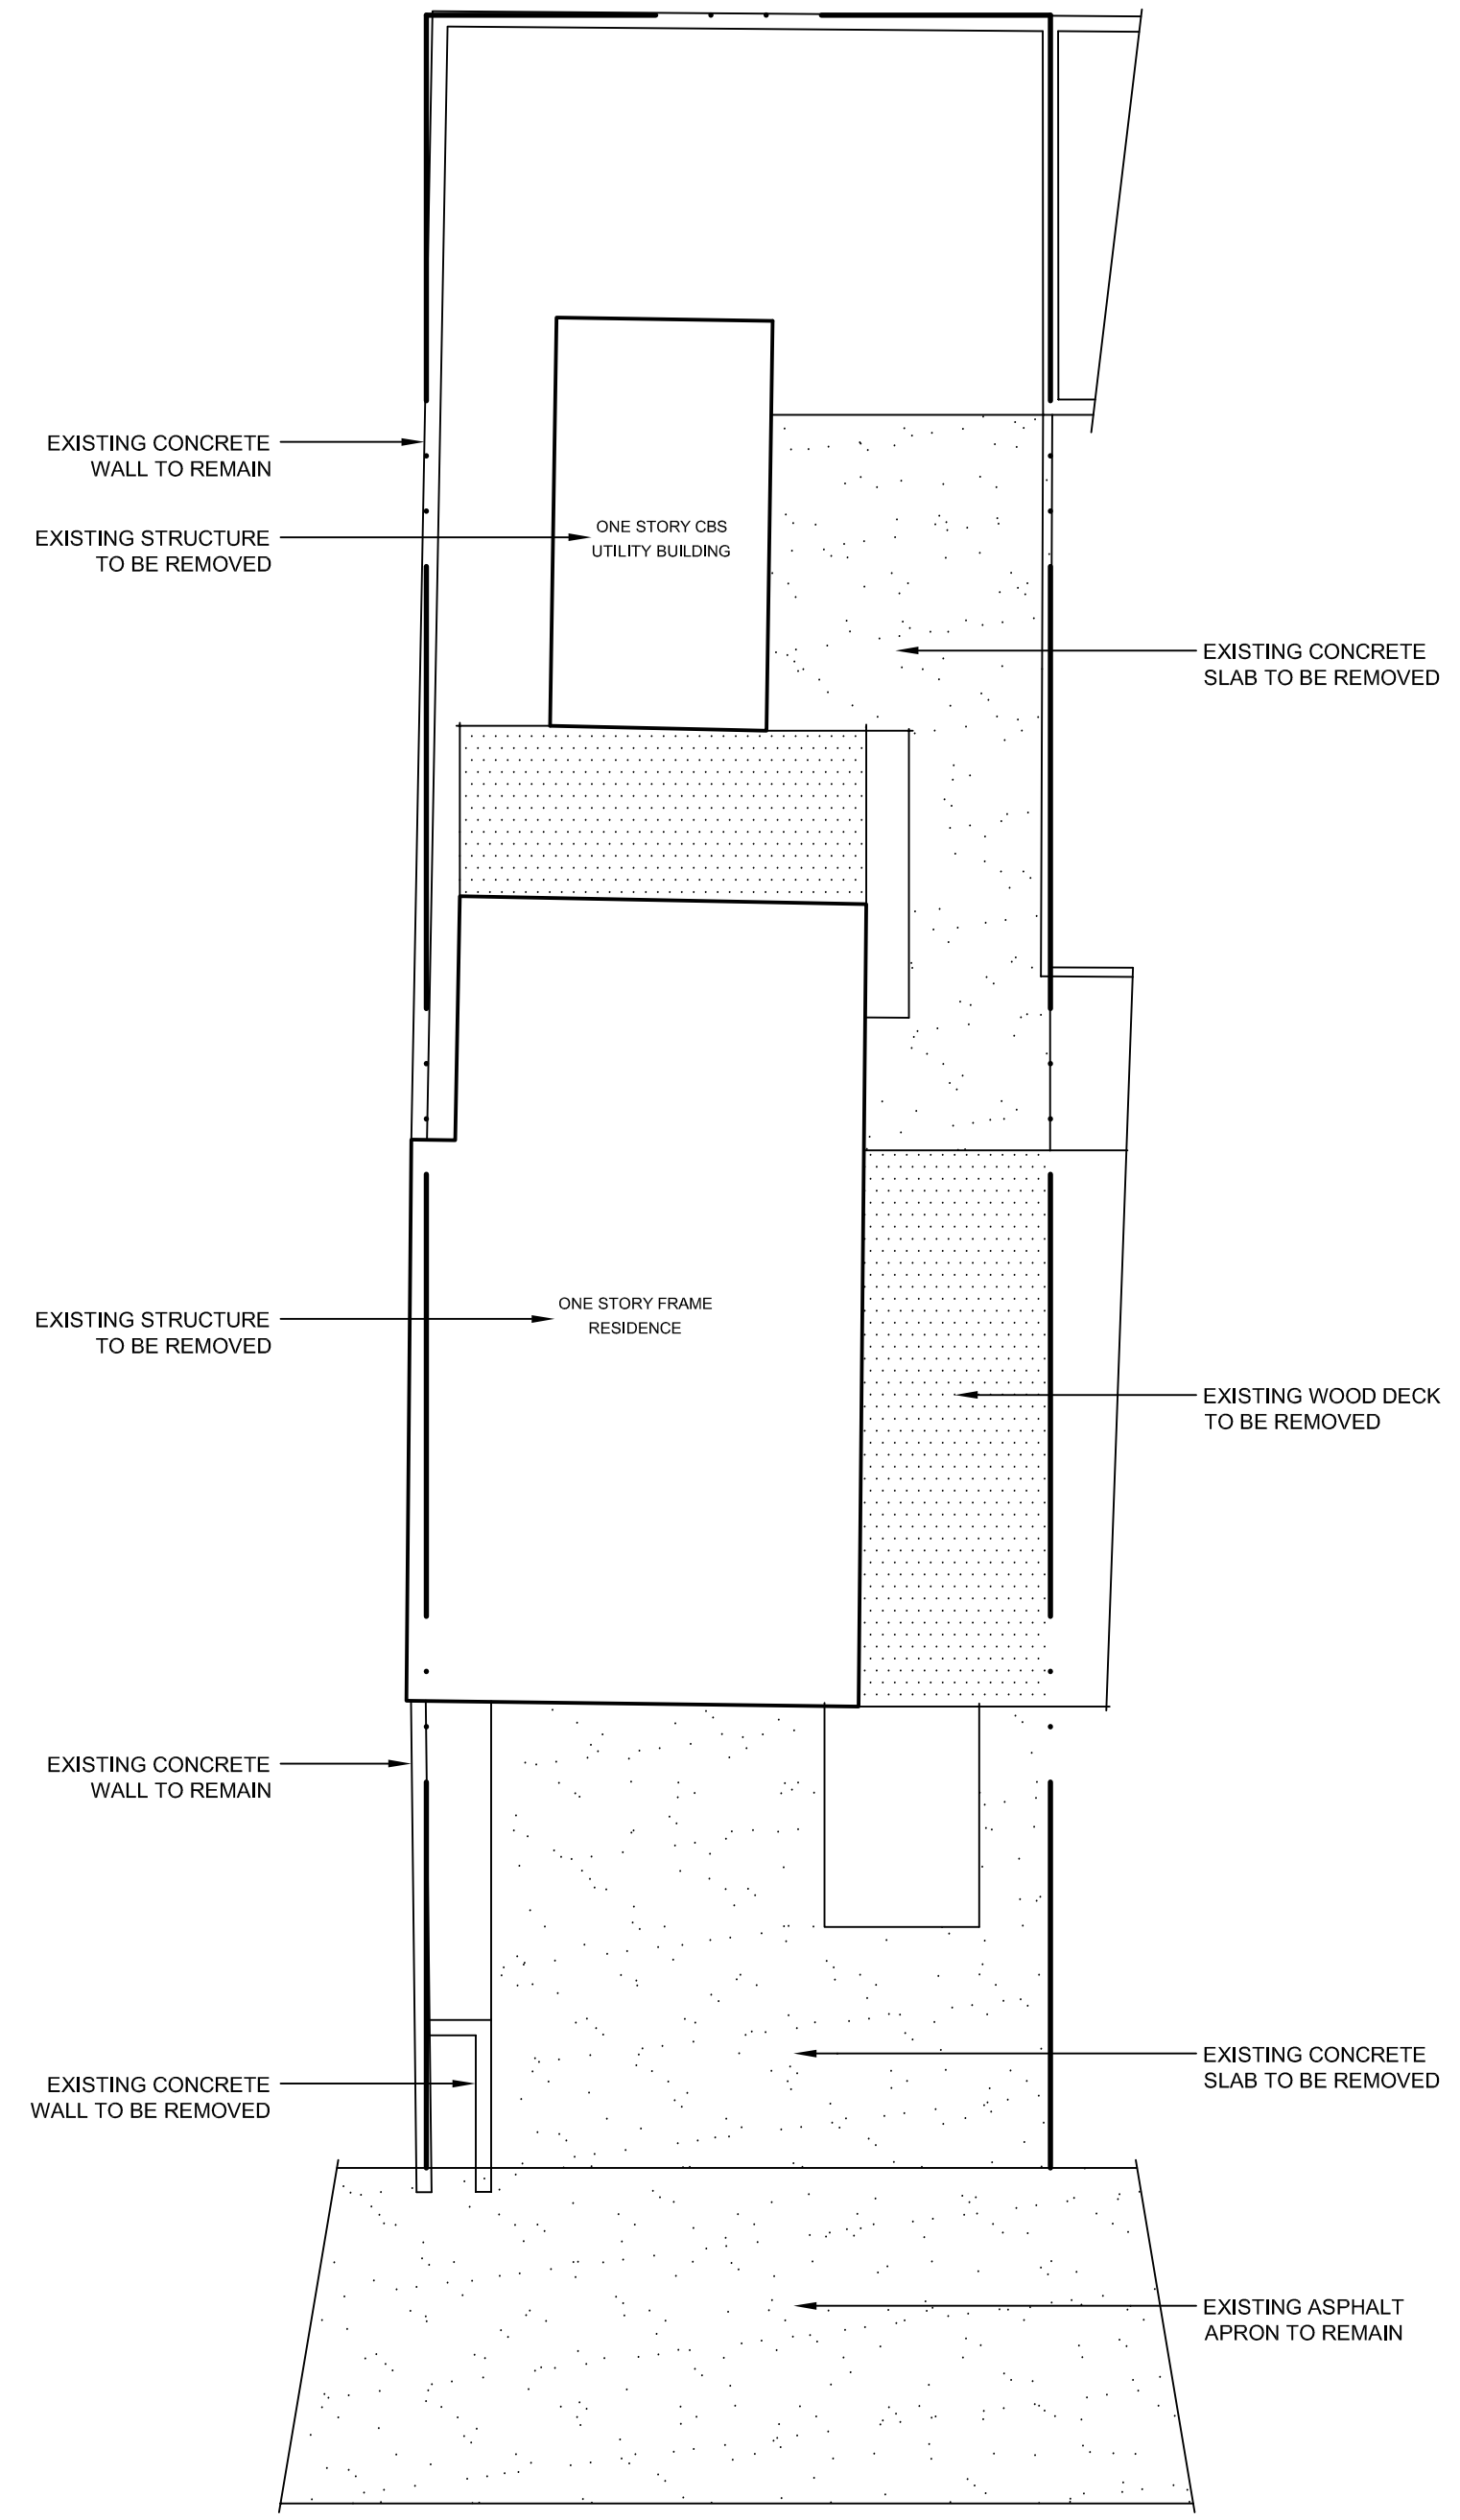 EXISTING CONCRETE
WALL TO REMAIN
EXISTING STRUCTURE
TO BE REMOVED
ONE STORY CBS
UTILITY BUILDING
EXISTING CONCRETE
SLAB TO BE REMOVED
EXISTING STRUCTURE
TO BE REMOVED
ONE STORY FRAME
RESIDENCE
EXISTING WOOD DECK
TO BE REMOVED
EXISTING CONCRETE
WALL TO REMAIN
EXISTING CONCRETE
WALL TO BE REMOVED
EXISTING CONCRETE
SLAB TO BE REMOVED
EXISTING ASPHALT
APRON TO REMAIN